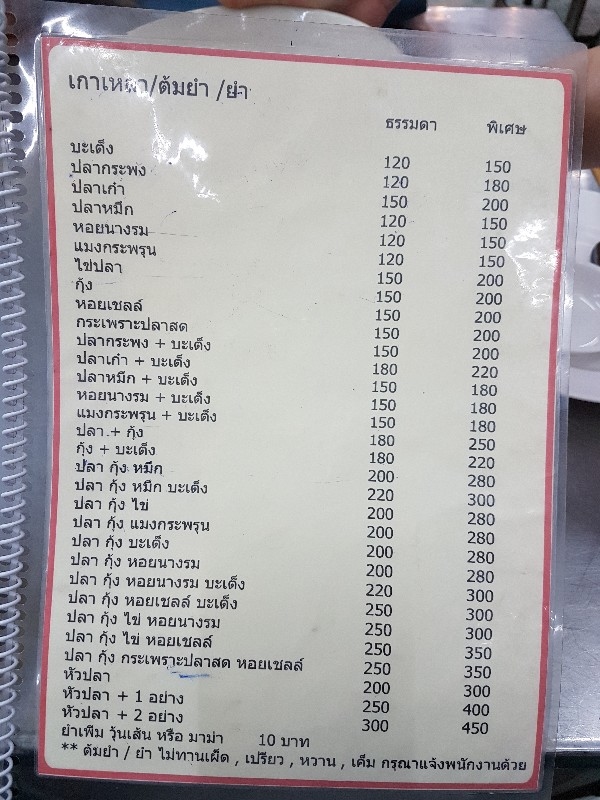 เกาเหลา/ต้มยำ /ยำ
ธรรมดา พิเศษ
บะเต็ง 120 150
ปลากระพง 120 180
ปลาเก๋า 150 200
ปลาหมึก 120 150
หอยนางรม 120 150
แมงกระพรุน 120 150
ไข่ปลา 150 200
กุ้ง 150 200
หอยเชลล์ 150 200
กระเพราะปลาสด 150 200
ปลากระพง + บะเต็ง 150 200
ปลาเก๋า + บะเต็ง 180 220
ปลาหมึก + บะเต็ง 150 180
หอยนางรม + บะเต็ง 150 180
แมงกระพรุน + บะเต็ง 150 180
ปลา + กุ้ง 180 250
กุ้ง + บะเต็ง 180 220
ปลา กุ้ง หมึก 200 280
ปลา กุ้ง หมึก บะเต็ง 220 300
ปลา กุ้ง ไข่ 200 280
ปลา กุ้ง แมงกระพรุน 200 280
ปลา กุ้ง บะเต็ง 200 280
ปลา กุ้ง หอยนางรม 200 280
ปลา กุ้ง หอยนางรม บะเต็ง 220 300
ปลา กุ้ง หอยเชลล์ บะเต็ง 250 300
ปลา กุ้ง ไข่ หอยนางรม 250 300
ปลา กุ้ง ไข่ หอยเชลล์ 250 350
ปลา กุ้ง กระเพราะปลาสด หอยเชลล์ 250 350
หัวปลา 200 300
หัวปลา + 1 อย่าง 250 400
หัวปลา + 2 อย่าง 300 450
ยำเพิ่ม วุ้นเส้น หรือ มาม่า 10 บาท
** ต้มยำ / ยำ ไม่ทานเผ็ด , เปรี้ยว , หวาน , เค็ม กรุณาแจ้งพนักงานด้วย